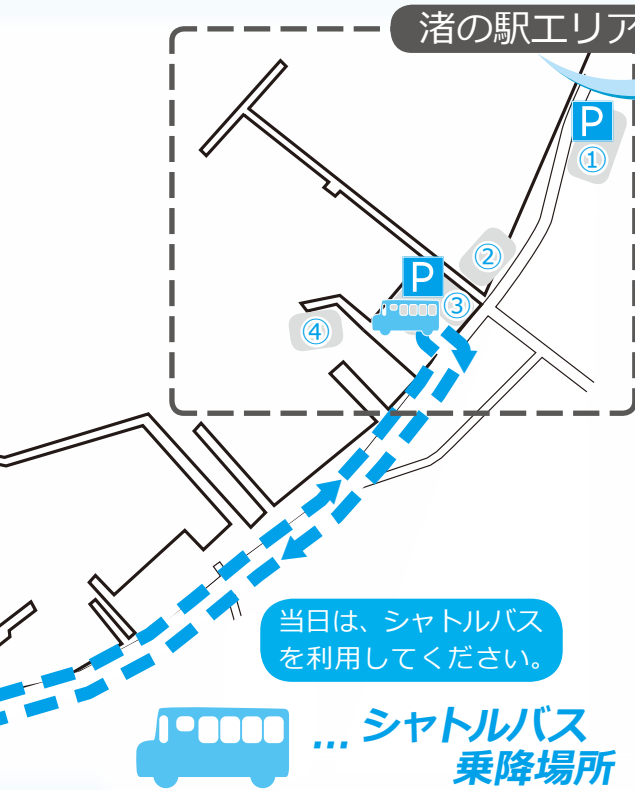 渚の駅エリア
P
①
②
P
③
④
当日は、シャトルバス
を利用してください。
… シャトルバス
乗降場所